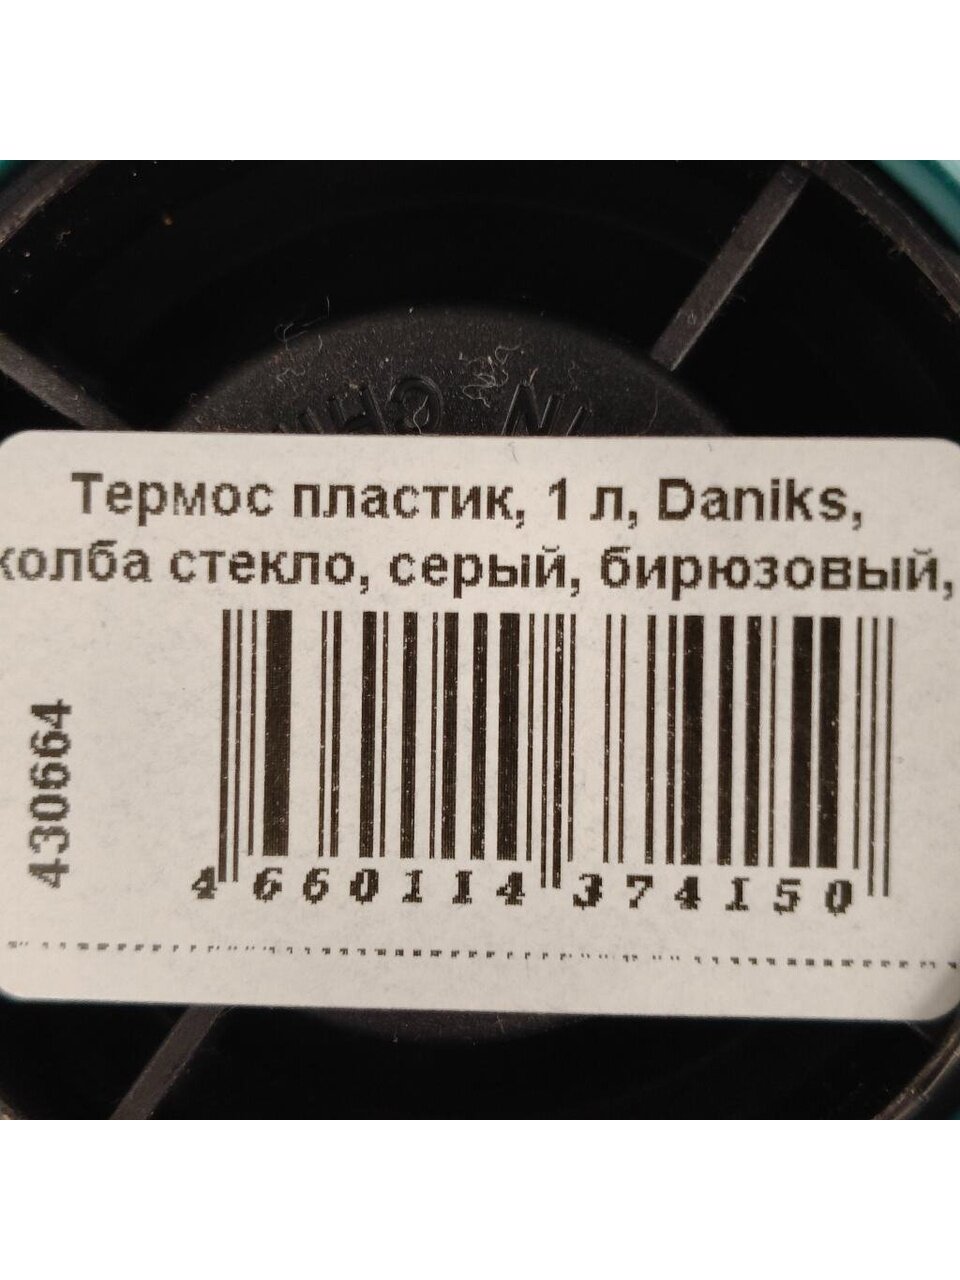 Термос пластик, 1 л, Daniks,
колба стекло, серый, бирюзовый,
430664
4 660114 374150